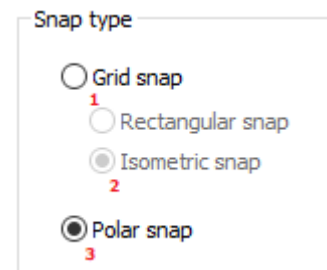 Snap type
Grid snap
1
Rectangular snap
Isometric snap
2
Polar snap
3